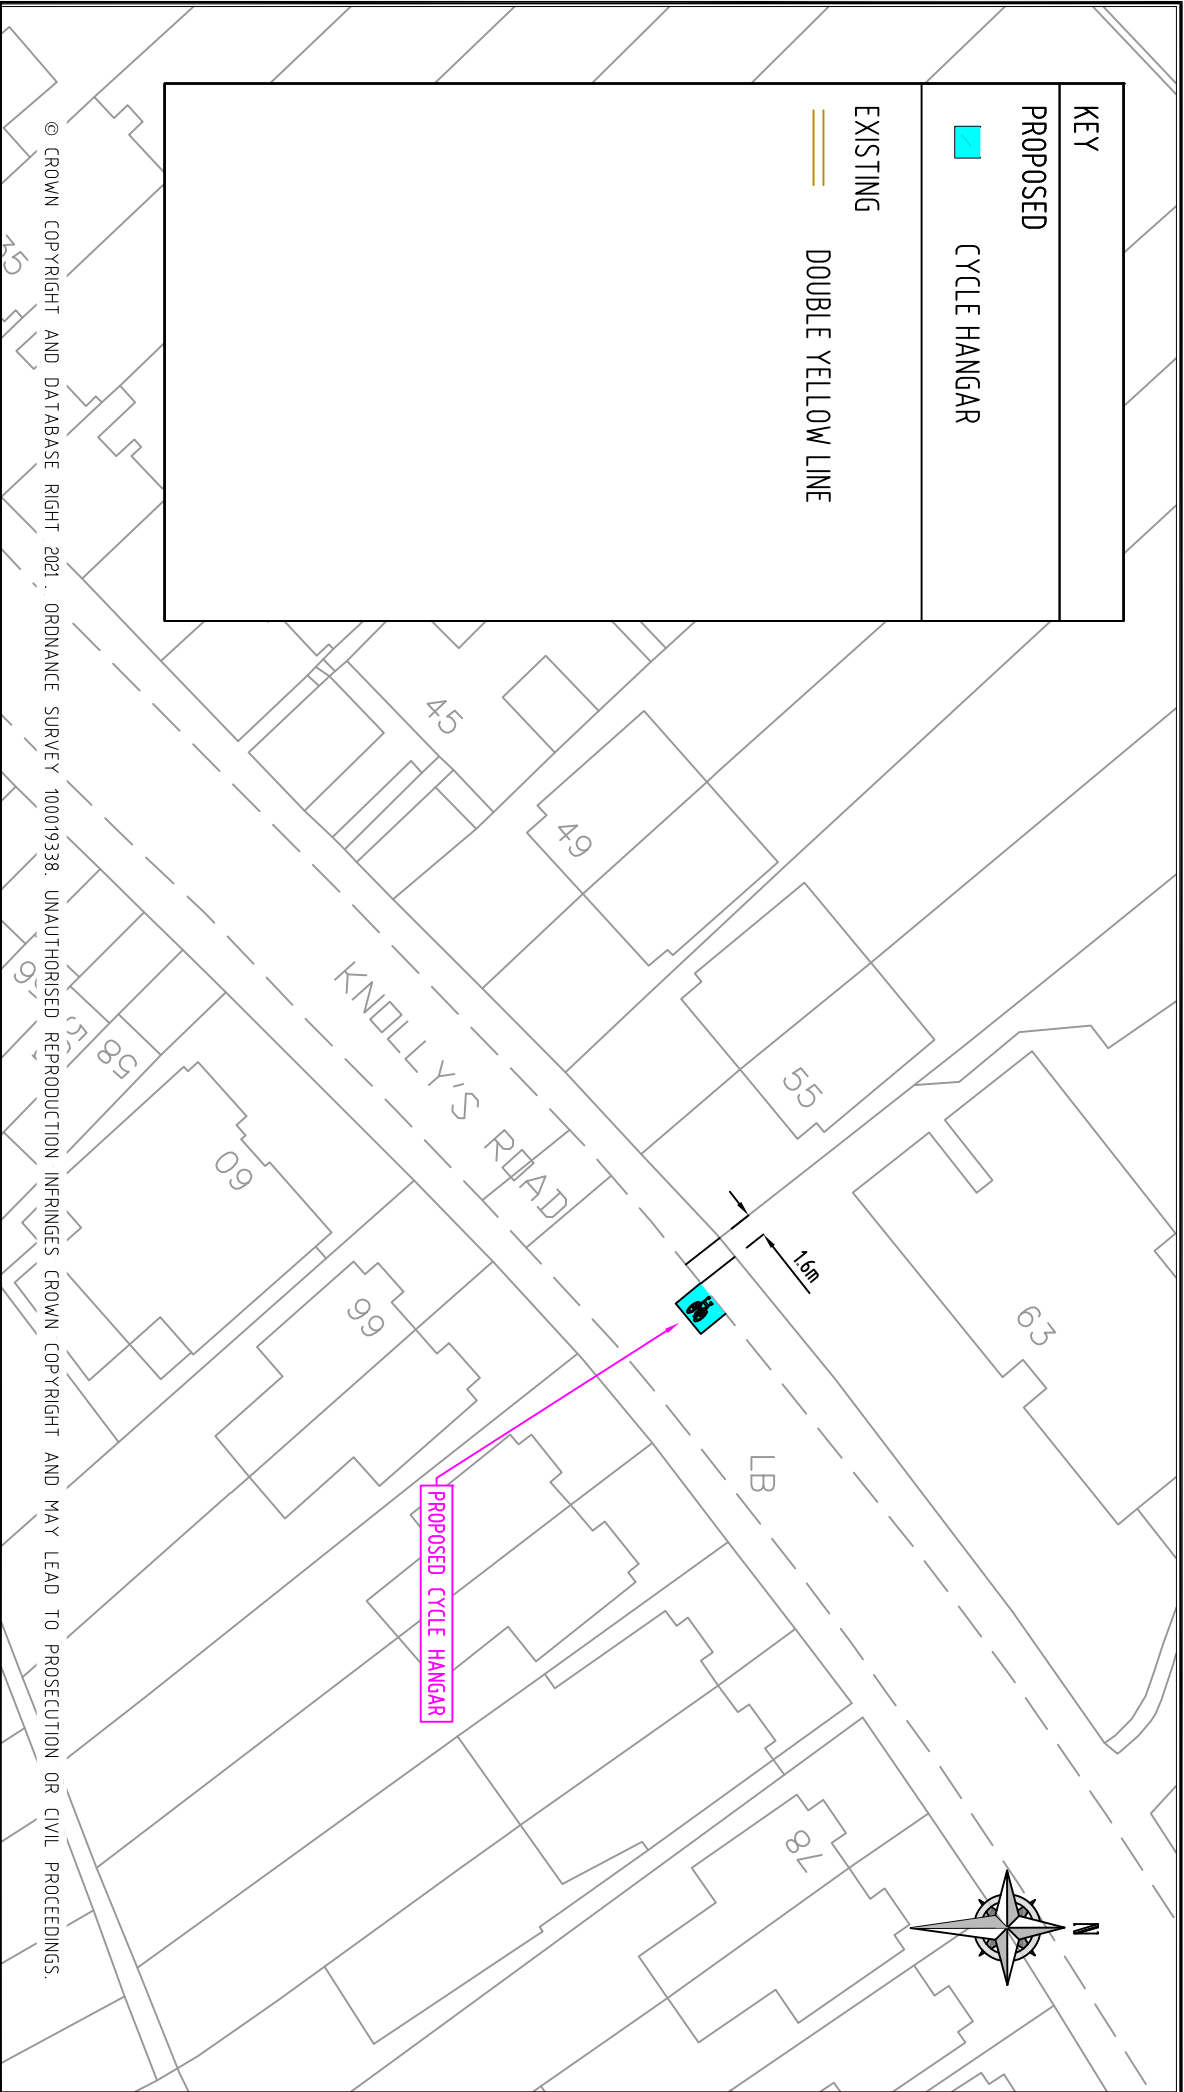 KEY
PROPOSED
CYCLE HANGAR
EXISTING
DOUBLE YELLOW LINE
N
63
1.6m
55
LB
78
49
KNOLLY'S ROAD
45
PROPOSED CYCLE HANGAR
66
60
58
35
© CROWN COPYRIGHT AND DATABASE RIGHT 2021. ORDNANCE SURVEY 100019338. UNAUTHORISED REPRODUCTION INFRINGES CROWN COPYRIGHT AND MAY LEAD TO PROSECUTION OR CIVIL PROCEEDINGS.